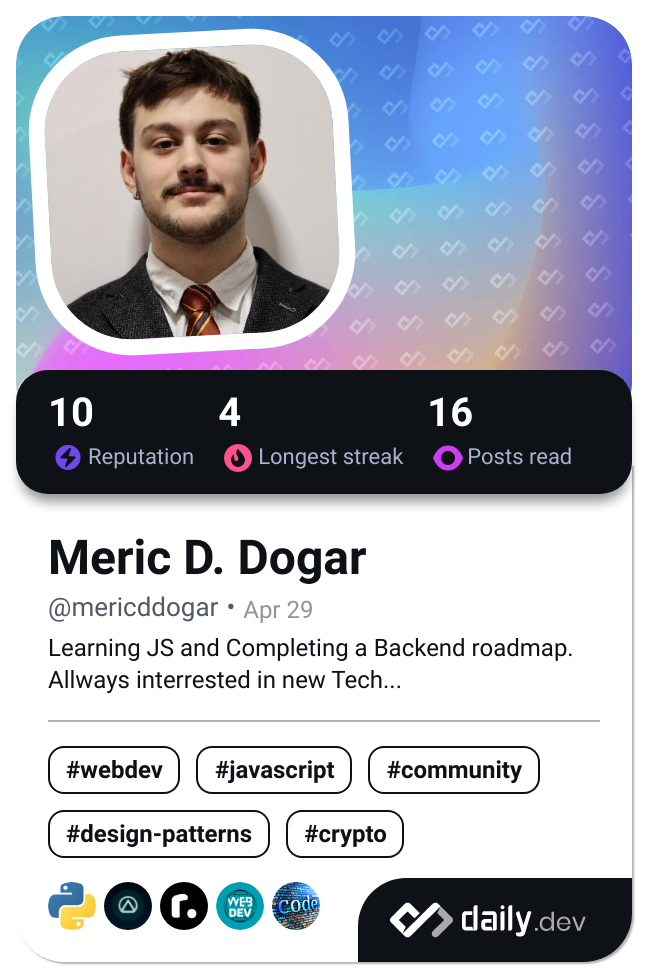 10 4 16
Reputation Longest streak Posts read
Meric D. Dogar
@mericddogar • Apr 29
Learning JS and Completing a Backend roadmap.
Allways interrested in new Tech...
#webdev #javascript #community
#design-patterns #crypto
r. WEB DEV code
daily.dev